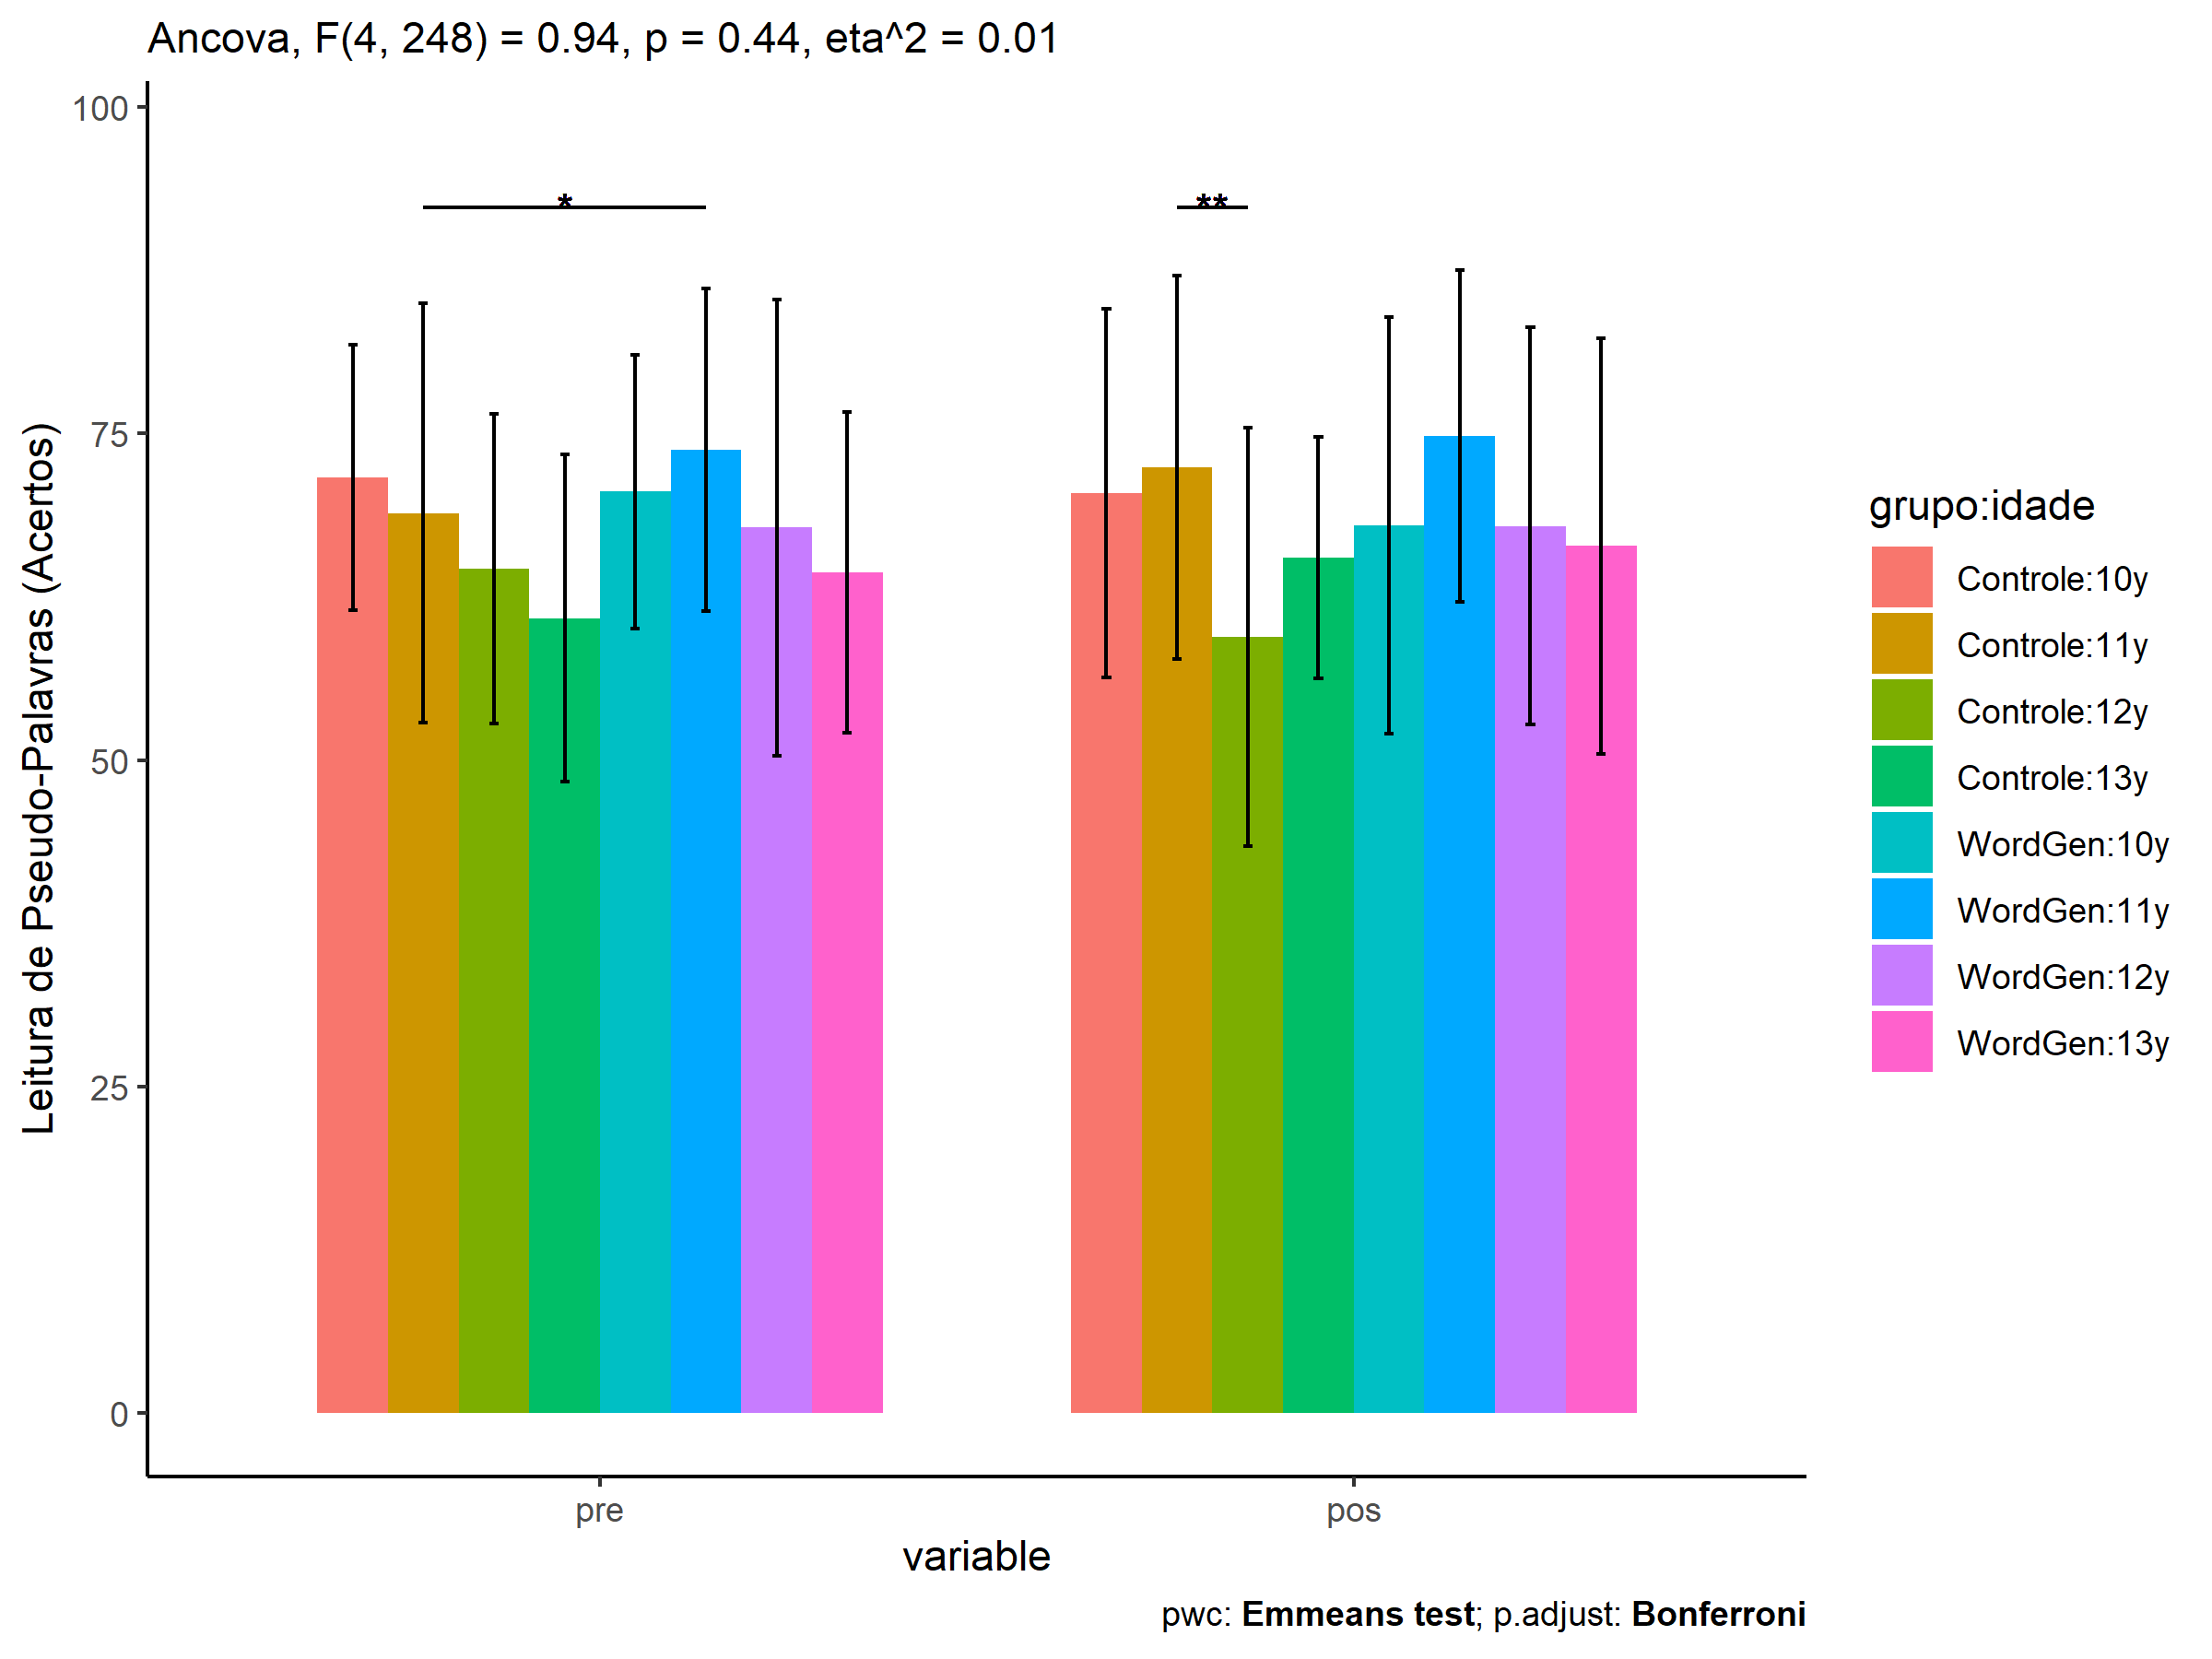 Ancova, F(4, 248) = 0.94, p = 0.44, eta^2 = 0.01
100
75
50
25
0
Leitura de Pseudo-Palavras (Acertos)
*
**
pre
pos
variable
grupo:idade
Controle:10y
Controle:11y
Controle:12y
Controle:13y
WordGen:10y
WordGen:11y
WordGen:12y
WordGen:13y
pwc: Emmeans test; p.adjust: Bonferroni